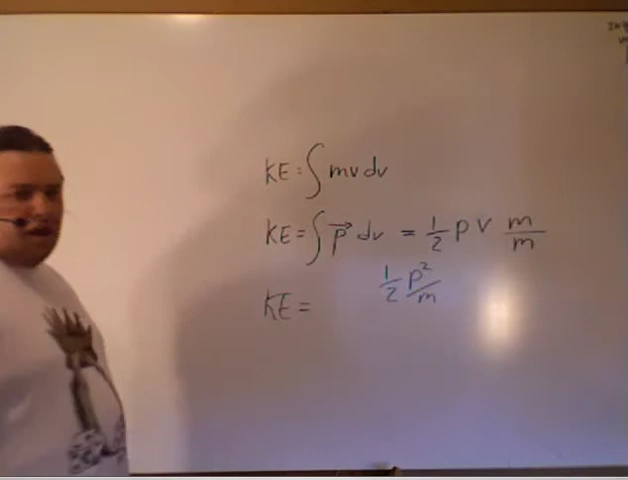 KE = ∫ mv dv
KE = ∫ p⃗ dv = 1/2 p v m/m
1/2 p²/m
KE =